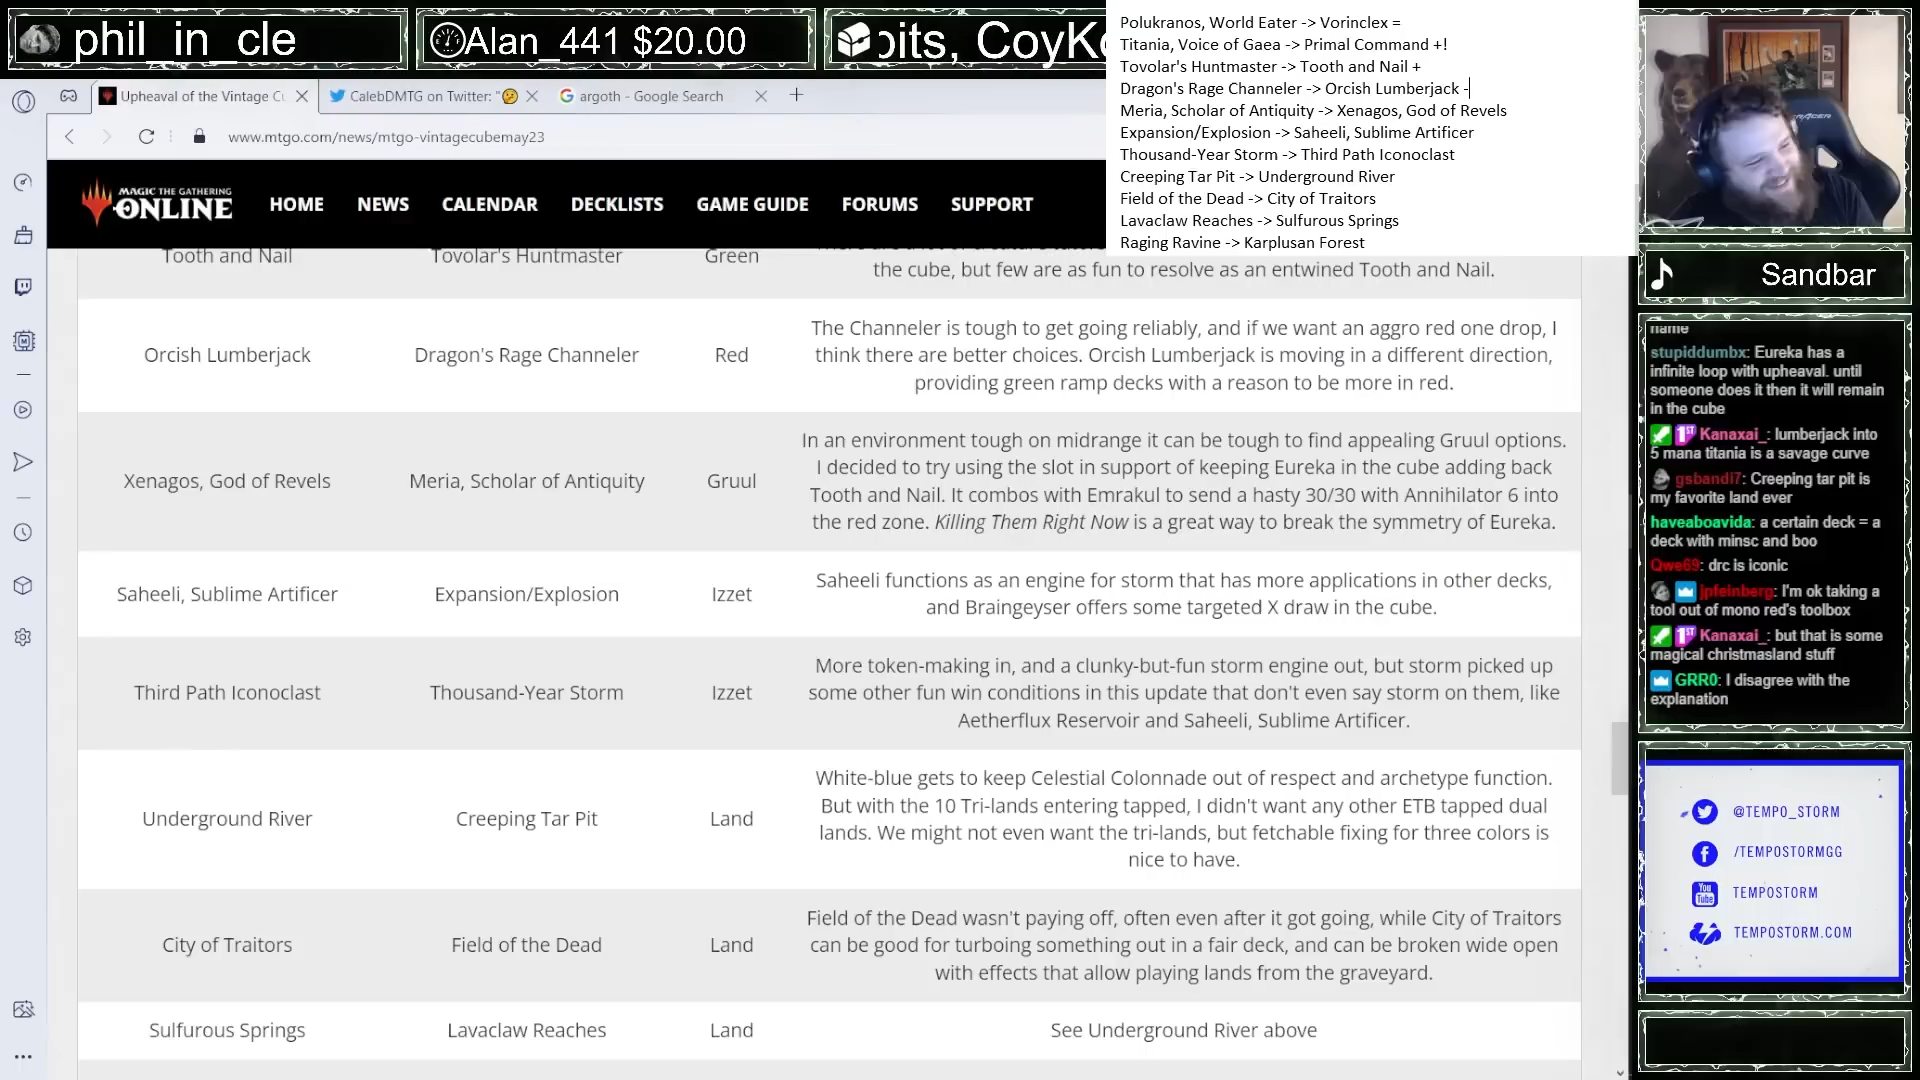 phil_in_cle
Alan_441 $20.00
bits, CoyK
Polukranos, World Eater -> Vorinclex =
Titania, Voice of Gaea -> Primal Command +!
Tovolar's Huntmaster -> Tooth and Nail +
Dragon's Rage Channeler -> Orcish Lumberjack -
Meria, Scholar of Antiquity -> Xenagos, God of Revels
Expansion/Explosion -> Saheeli, Sublime Artificer
Thousand-Year Storm -> Third Path Iconoclast
Creeping Tar Pit -> Underground River
Field of the Dead -> City of Traitors
Lavaclaw Reaches -> Sulfurous Springs
Raging Ravine -> Karplusan Forest
Upheaval of the Vintage Cu
CalebDMTG on Twitter: "
argoth - Google Search
www.mtgo.com/news/mtgo-vintagecubemay23
MAGIC THE GATHERING
ONLINE
HOME NEWS CALENDAR DECKLISTS GAME GUIDE FORUMS SUPPORT
Tooth and Nail Tovolar's Huntmaster Green
the cube, but few are as fun to resolve as an entwined Tooth and Nail.
Orcish Lumberjack Dragon's Rage Channeler Red
The Channeler is tough to get going reliably, and if we want an aggro red one drop, I
think there are better choices. Orcish Lumberjack is moving in a different direction,
providing green ramp decks with a reason to be more in red.
Xenagos, God of Revels Meria, Scholar of Antiquity Gruul
In an environment tough on midrange it can be tough to find appealing Gruul options.
I decided to try using the slot in support of keeping Eureka in the cube adding back
Tooth and Nail. It combos with Emrakul to send a hasty 30/30 with Annihilator 6 into
the red zone. Killing Them Right Now is a great way to break the symmetry of Eureka.
Saheeli, Sublime Artificer Expansion/Explosion Izzet
Saheeli functions as an engine for storm that has more applications in other decks,
and Braingeyser offers some targeted X draw in the cube.
Third Path Iconoclast Thousand-Year Storm Izzet
More token-making in, and a clunky-but-fun storm engine out, but storm picked up
some other fun win conditions in this update that don't even say storm on them, like
Aetherflux Reservoir and Saheeli, Sublime Artificer.
Underground River Creeping Tar Pit Land
White-blue gets to keep Celestial Colonnade out of respect and archetype function.
But with the 10 Tri-lands entering tapped, I didn't want any other ETB tapped dual
lands. We might not even want the tri-lands, but fetchable fixing for three colors is
nice to have.
City of Traitors Field of the Dead Land
Field of the Dead wasn't paying off, often even after it got going, while City of Traitors
can be good for turboing something out in a fair deck, and can be broken wide open
with effects that allow playing lands from the graveyard.
Sulfurous Springs Lavaclaw Reaches Land
See Underground River above
Sandbar
name
stupiddumbx: Eureka has a
infinite loop with upheaval. until
someone does it then it will remain
in the cube
1ST Kanaxai_: lumberjack into
5 mana titania is a savage curve
gsbandl7: Creeping tar pit is
my favorite land ever
haveaboavida: a certain deck = a
deck with minsc and boo
Qwe69: drc is iconic
jpfeinberg: I'm ok taking a
tool out of mono red's toolbox
1ST Kanaxai_: but that is some
magical christmasland stuff
GRR0: I disagree with the
explanation
@TEMPO_STORM
/TEMPOSTORMGG
You Tube TEMPOSTORM
TEMPOSTORM.COM